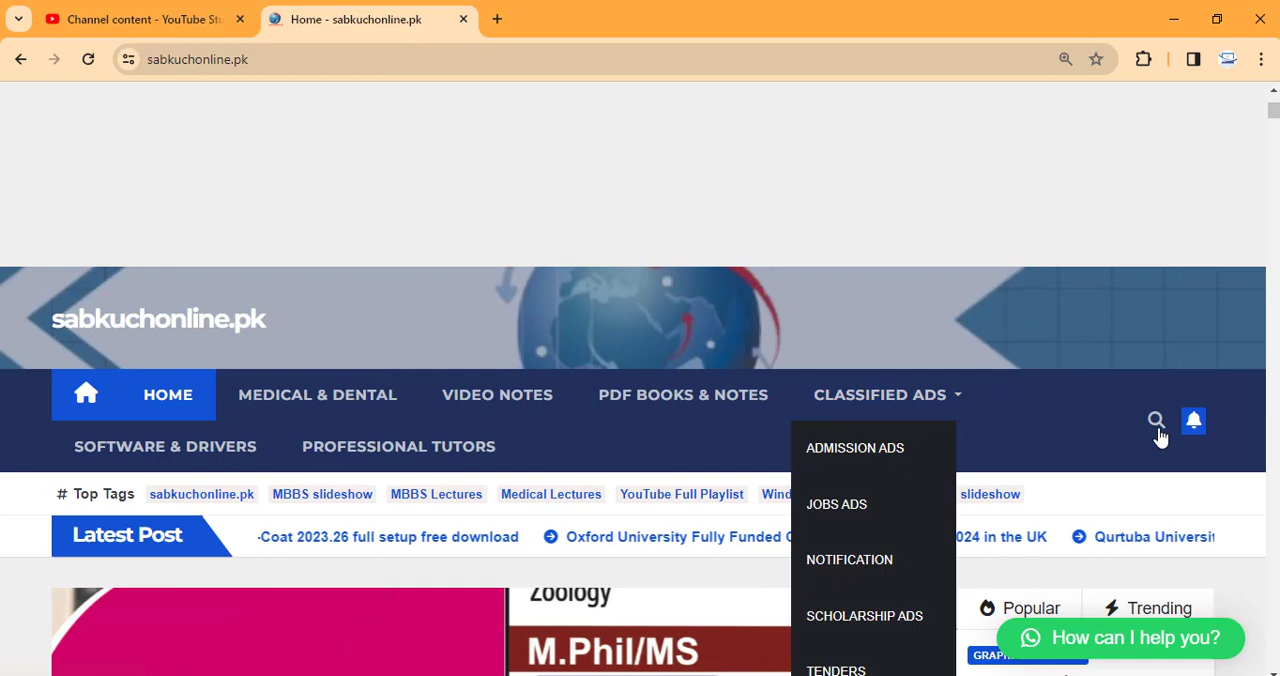 Channel content - YouTube Stu
Home - sabkuchonline.pk
sabkuchonline.pk
sabkuchonline.pk
HOME
MEDICAL & DENTAL
VIDEO NOTES
PDF BOOKS & NOTES
CLASSIFIED ADS
SOFTWARE & DRIVERS
PROFESSIONAL TUTORS
ADMISSION ADS
JOBS ADS
NOTIFICATION
SCHOLARSHIP ADS
TENDERS
# Top Tags sabkuchonline.pk MBBS slideshow MBBS Lectures Medical Lectures YouTube Full Playlist Wind slideshow
Latest Post
-Coat 2023.26 full setup free download
Oxford University Fully Funded 024 in the UK
Qurtuba Universit
Zoology
M.Phil/MS
Popular
Trending
How can I help you?
GRAP